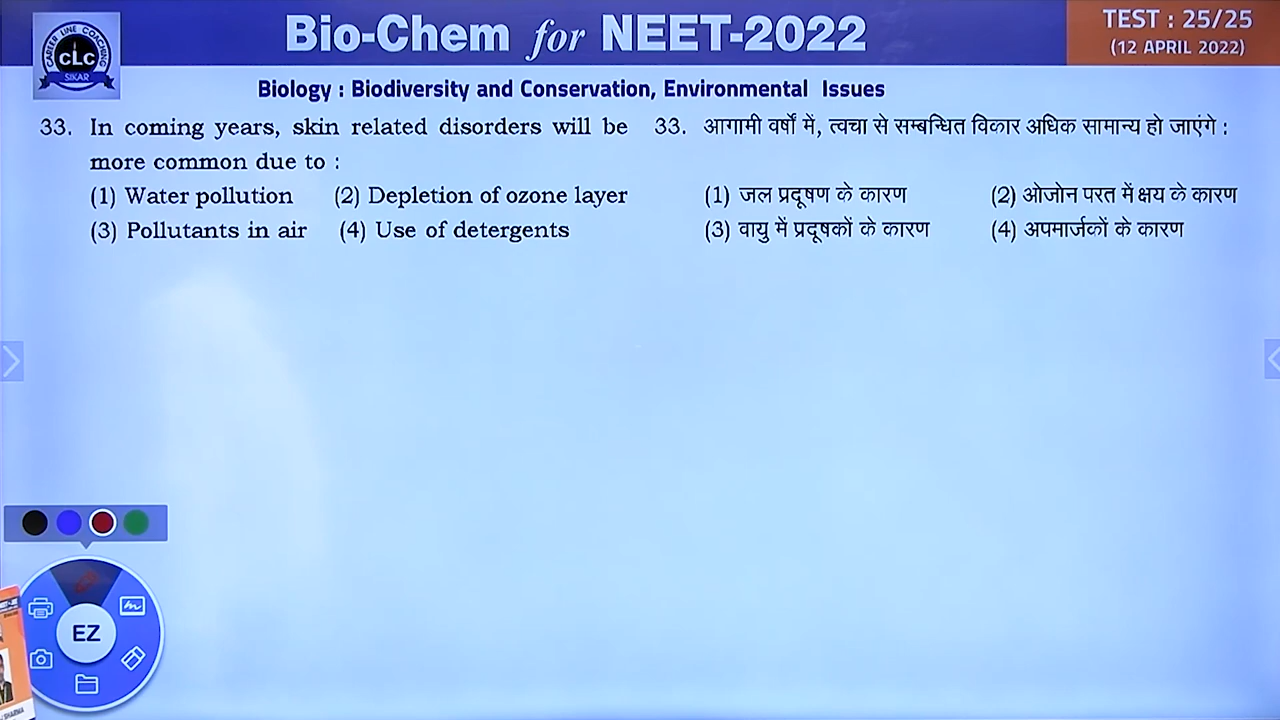 CAREER LINE COACHING
CLC
SIKAR
Bio-Chem for NEET-2022
TEST : 25/25
(12 APRIL 2022)
Biology : Biodiversity and Conservation, Environmental Issues
33. In coming years, skin related disorders will be
more common due to :
(1) Water pollution (2) Depletion of ozone layer
(3) Pollutants in air (4) Use of detergents
33. आगामी वर्षों में, त्वचा से सम्बन्धित विकार अधिक सामान्य हो जाएंगे :
(1) जल प्रदूषण के कारण (2) ओजोन परत में क्षय के कारण
(3) वायु में प्रदूषकों के कारण (4) अपमार्जकों के कारण
EZ
SHARMA